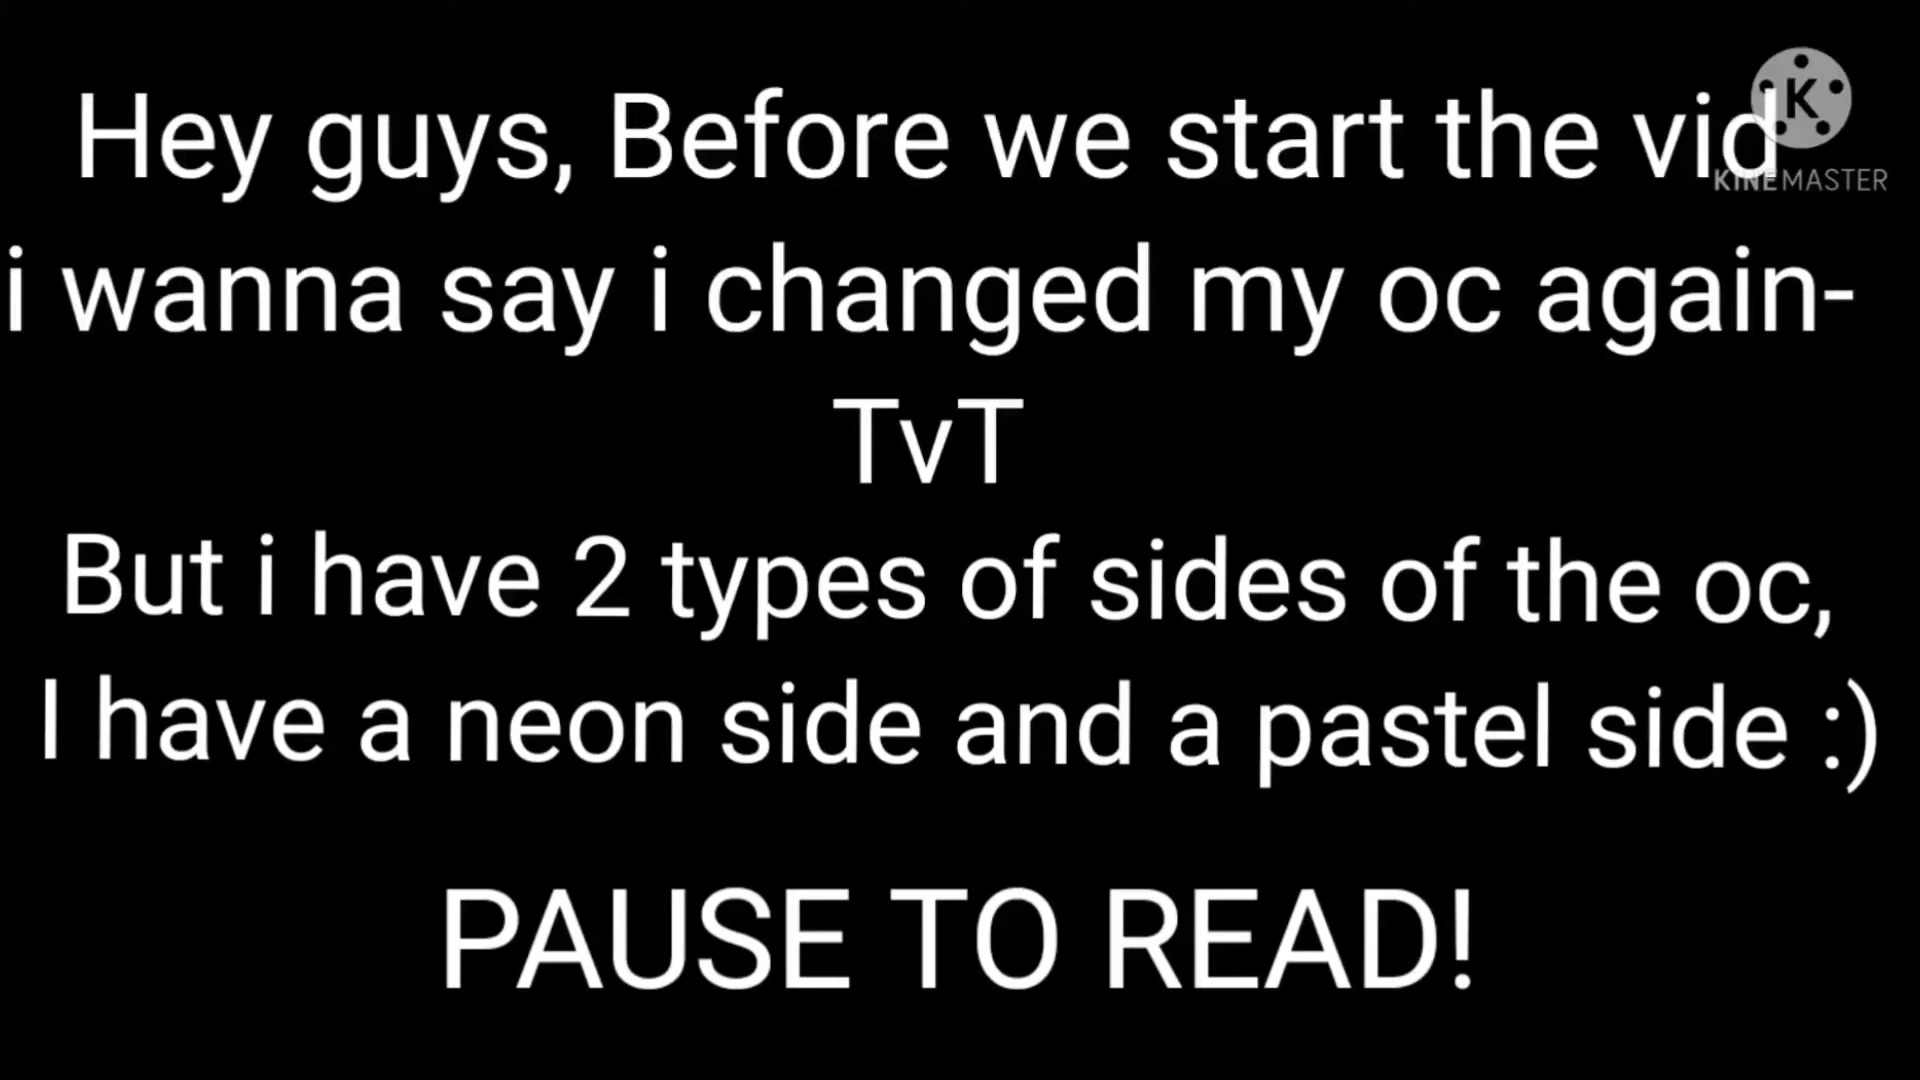 Hey guys, Before we start the vid
i wanna say i changed my oc again-
TvT
But i have 2 types of sides of the oc,
I have a neon side and a pastel side :)
PAUSE TO READ!
K
KINEMASTER